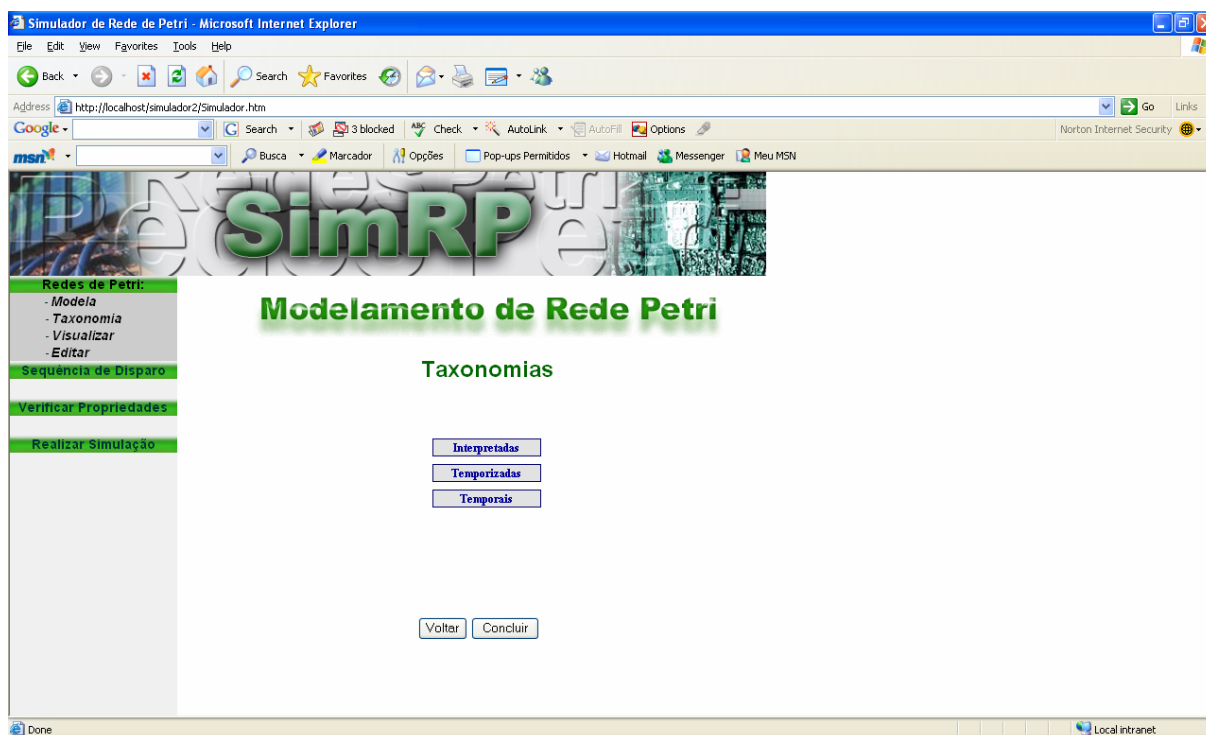 Simulador de Rede de Petri - Microsoft Internet Explorer
File Edit View Favorites Tools Help
Back Search Favorites
Address http://localhost/simulador2/Simulador.htm Go Links
Google Search 3 blocked Check AutoLink AutoFill Options Norton Internet Security
msn Busca Marcador Opções Pop-ups Permitidos Hotmail Messenger Meu MSN
SimRP
Redes de Petri:
- Modela
- Taxonomia
- Visualizar
- Editar
Sequência de Disparo
Verificar Propriedades
Realizar Simulação
Modelamento de Rede Petri
Taxonomias
Interpretadas
Temporizadas
Temporais
Voltar Concluir
Done Local intranet